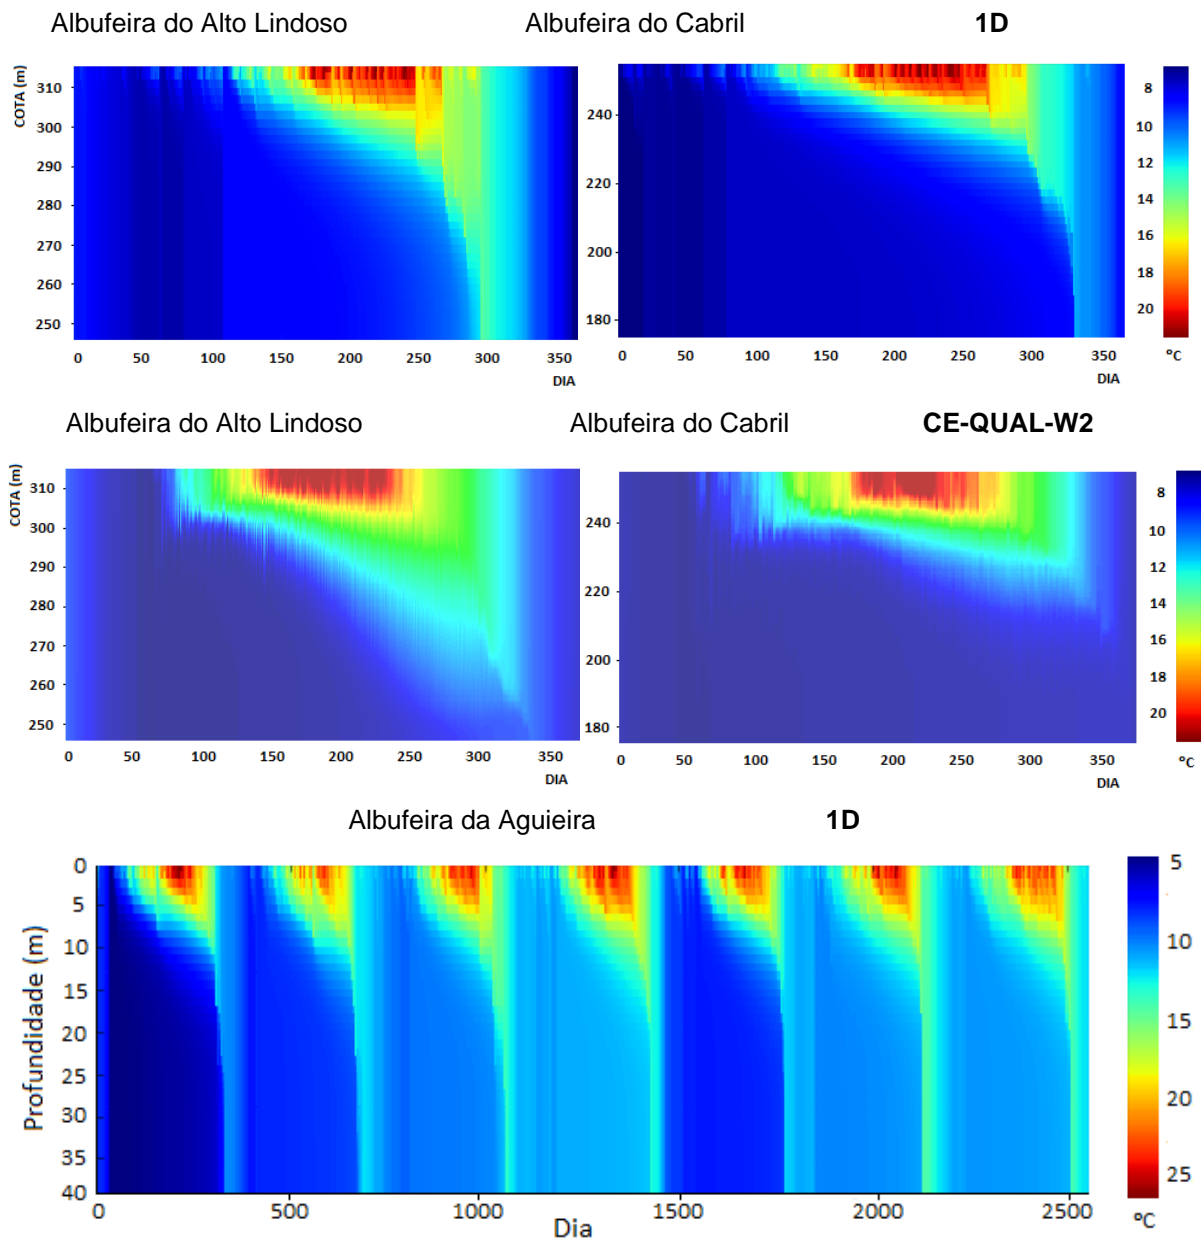 Albufeira do Alto Lindoso Albufeira do Cabril 1D
COTA (m)
310
300
290
280
270
260
250
0 50 100 150 200 250 300 350
DIA
240
220
200
180
0 50 100 150 200 250 300 350
DIA
8
10
12
14
16
18
20
°C
Albufeira do Alto Lindoso Albufeira do Cabril CE-QUAL-W2
COTA (m)
310
300
290
280
270
260
250
0 50 100 150 200 250 300 350
DIA
240
220
200
180
0 50 100 150 200 250 300 350
DIA
8
10
12
14
16
18
20
°C
Albufeira da Aguieira 1D
Profundidade (m)
0
5
10
15
20
25
30
35
40
0 500 1000 1500 2000 2500
Dia
5
10
15
20
25
°C